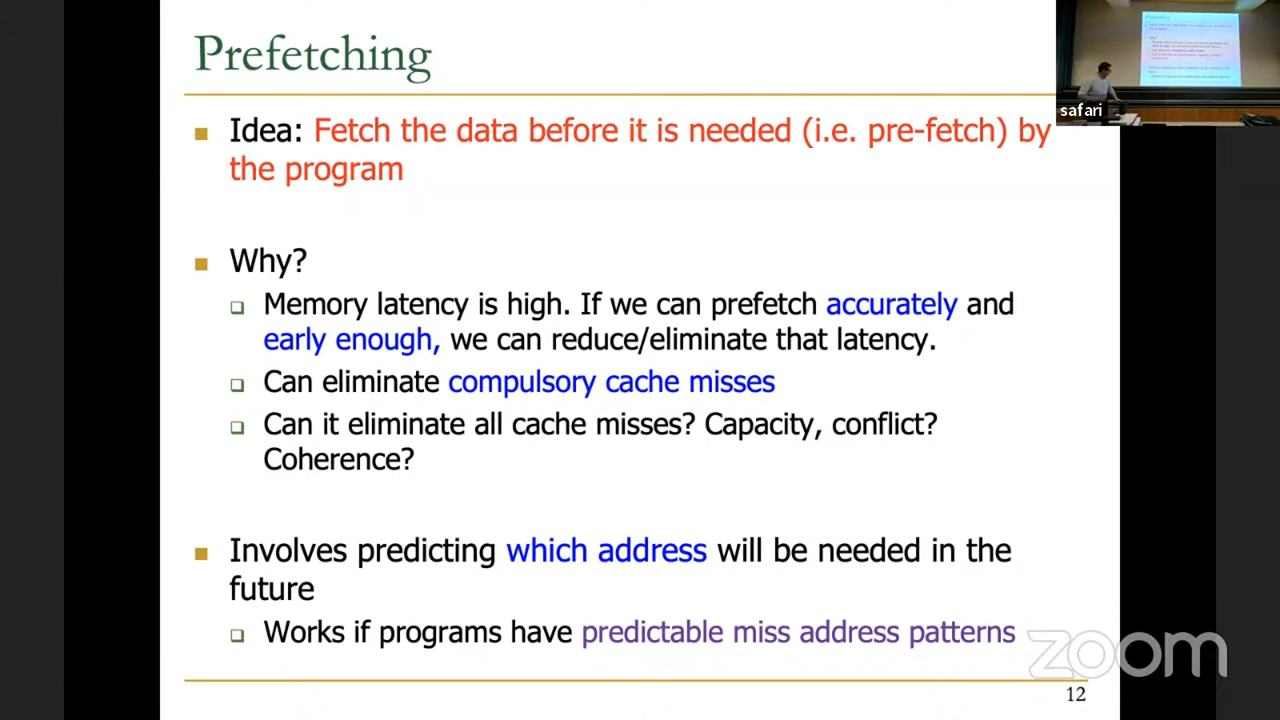 Prefetching
Idea: Fetch the data before it is needed (i.e. pre-fetch) by
the program
Why?
Memory latency is high. If we can prefetch accurately and
early enough, we can reduce/eliminate that latency.
Can eliminate compulsory cache misses
Can it eliminate all cache misses? Capacity, conflict?
Coherence?
Involves predicting which address will be needed in the
future
Works if programs have predictable miss address patterns
12
safari
zoom